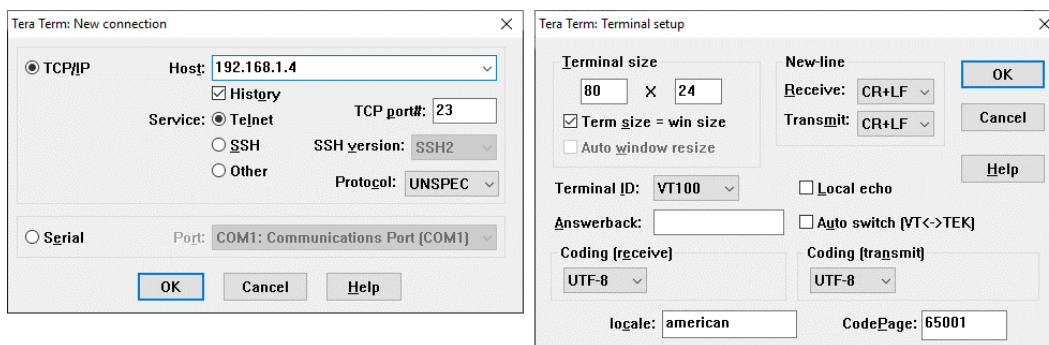 Tera Term: New connection
TCP/IP Host: 192.168.1.4
History
Service: Telnet TCP port#: 23
SSH SSH version: SSH2
Other Protocol: UNSPEC
Serial Port: COM1: Communications Port (COM1)
OK Cancel Help
Tera Term: Terminal setup
Terminal size New-line
80 X 24 Receive: CR+LF OK
Term size = win size Transmit: CR+LF Cancel
Auto window resize
Help
Terminal ID: VT100 Local echo
Answerback: Auto switch (VT<->TEK)
Coding (receive) Coding (transmit)
UTF-8 UTF-8
locale: american CodePage: 65001